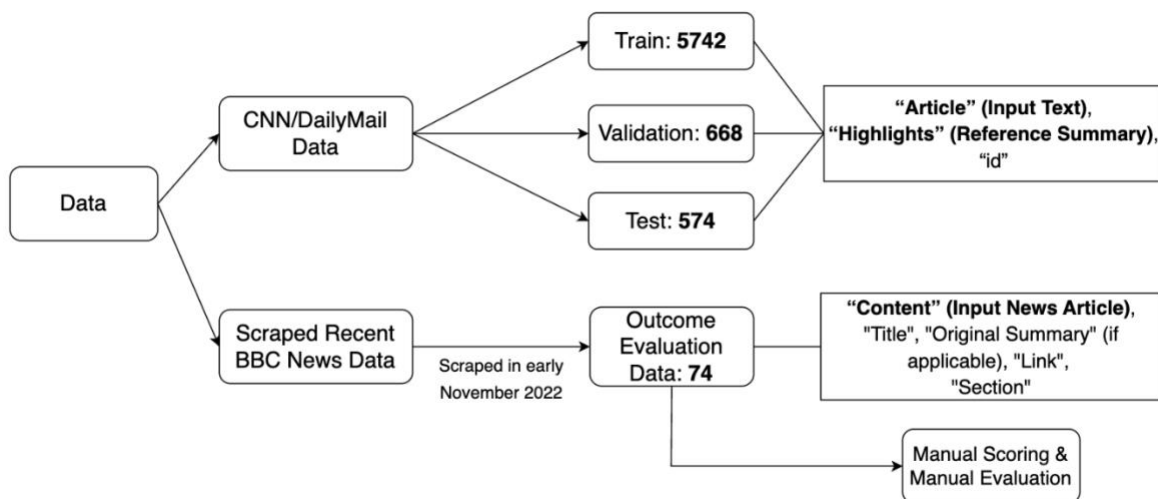 Data
CNN/DailyMail
Data
Train: 5742
Validation: 668
Test: 574
“Article” (Input Text),
“Highlights” (Reference Summary),
“id”
Scraped Recent
BBC News Data
Scraped in early
November 2022
Outcome
Evaluation
Data: 74
“Content” (Input News Article),
"Title", "Original Summary" (if
applicable), "Link",
"Section"
Manual Scoring &
Manual Evaluation